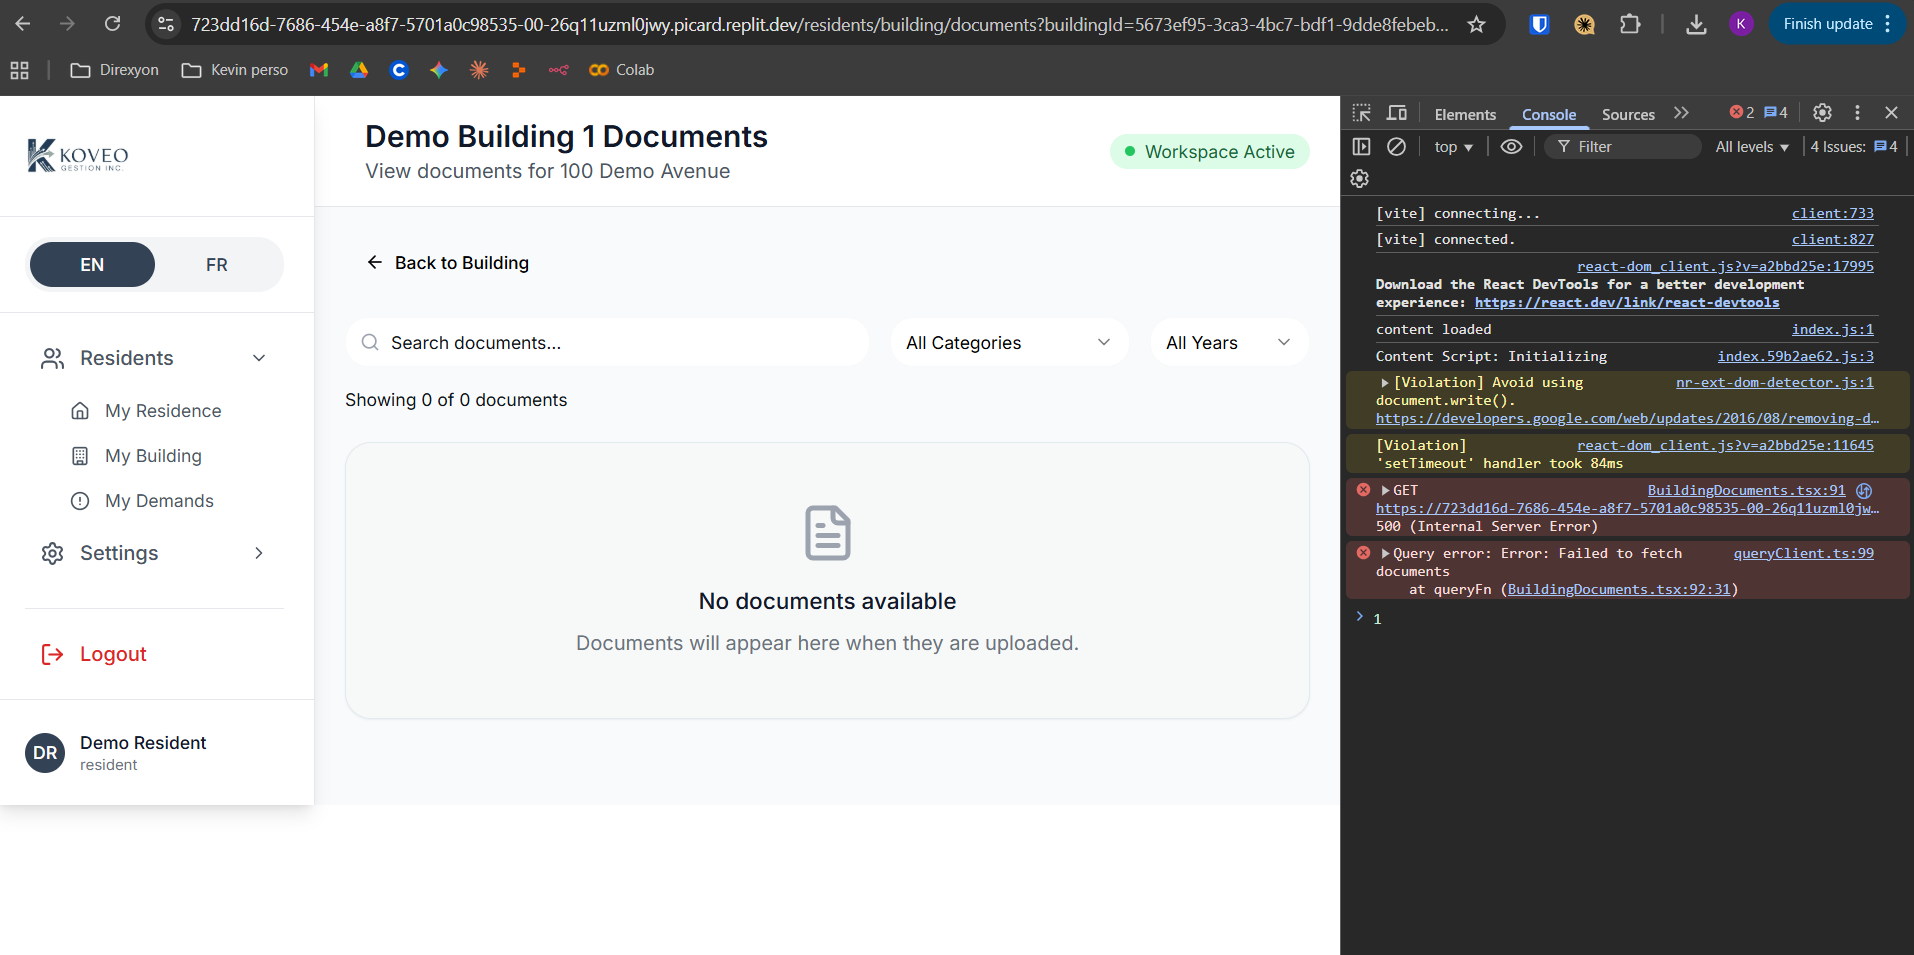 723dd16d-7686-454e-a8f7-5701a0c98535-00-26q11uzml0jwy.picard.replit.dev/residents/building/documents?buildingId=5673ef95-3ca3-4bc7-bdf1-9dde8febeb...
K
Finish update
Direxyon
Kevin perso
Colab
KOVEO
GESTION INC.
EN
FR
Residents
My Residence
My Building
My Demands
Settings
Logout
DR
Demo Resident
resident
Demo Building 1 Documents
View documents for 100 Demo Avenue
Workspace Active
Back to Building
Search documents...
All Categories
All Years
Showing 0 of 0 documents
No documents available
Documents will appear here when they are uploaded.
Elements
Console
Sources
2
4
top
Filter
All levels
4 Issues: 4
[vite] connecting... client:733
[vite] connected. client:827
react-dom_client.js?v=a2bbd25e:17995
Download the React DevTools for a better development
experience: https://react.dev/link/react-devtools
content loaded index.js:1
Content Script: Initializing index.59b2ae62.js:3
[Violation] Avoid using nr-ext-dom-detector.js:1
document.write().
https://developers.google.com/web/updates/2016/08/removing-d…
[Violation] react-dom_client.js?v=a2bbd25e:11645
'setTimeout' handler took 84ms
GET BuildingDocuments.tsx:91
https://723dd16d-7686-454e-a8f7-5701a0c98535-00-26q11uzml0jw…
500 (Internal Server Error)
Query error: Error: Failed to fetch queryClient.ts:99
documents
at queryFn (BuildingDocuments.tsx:92:31)
1